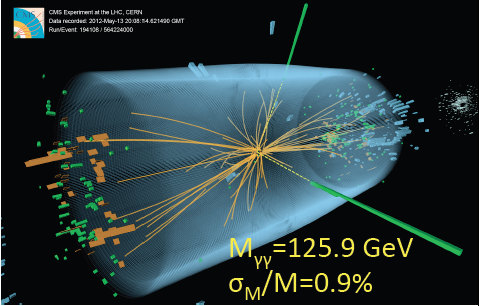 CMS
CMS Experiment at the LHC, CERN
Data recorded: 2012-May-13 20:08:14.621490 GMT
Run/Event: 194108 / 564224000
Mγγ=125.9 GeV
σM/M=0.9%